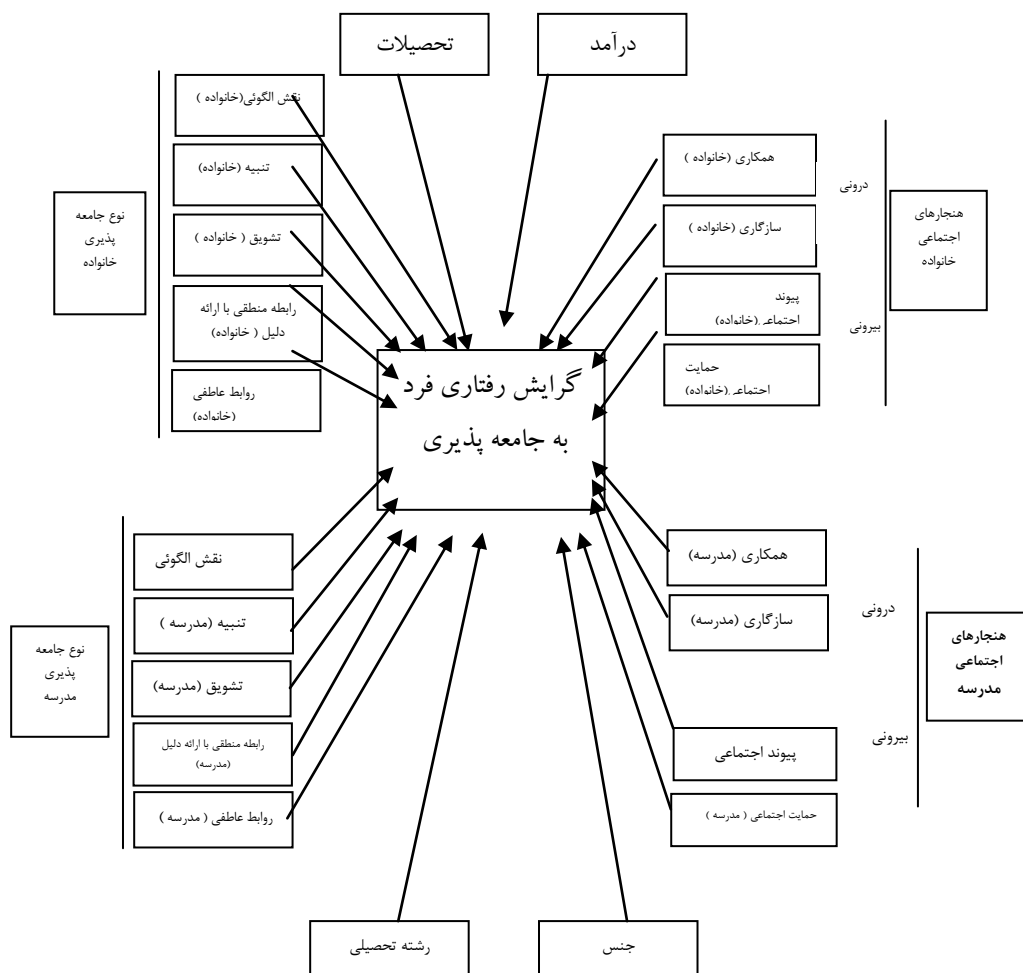 درآمد
تحصیلات
هنجارهای
اجتماعی
خانواده
درونی
بیرونی
همکاری (خانواده )
سازگاری (خانواده )
پیوند
اجتماعی(خانواده)
حمایت
اجتماعی(خانواده)
نقش الگوئی(خانواده )
تنبیه (خانواده)
تشویق ( خانواده )
رابطه منطقی با ارائه
دلیل ( خانواده)
روابط عاطفی
(خانواده)
نوع جامعه
پذیری
خانواده
گرایش رفتاری فرد
به جامعه پذیری
هنجارهای
اجتماعی
مدرسه
درونی
بیرونی
همکاری (مدرسه)
سازگاری (مدرسه)
پیوند اجتماعی
حمایت اجتماعی ( مدرسه )
نقش الگوئی
تنبیه (مدرسه )
تشویق (مدرسه)
رابطه منطقی با ارائه دلیل
(مدرسه)
روابط عاطفی ( مدرسه )
نوع جامعه
پذیری
مدرسه
جنس
رشته تحصیلی